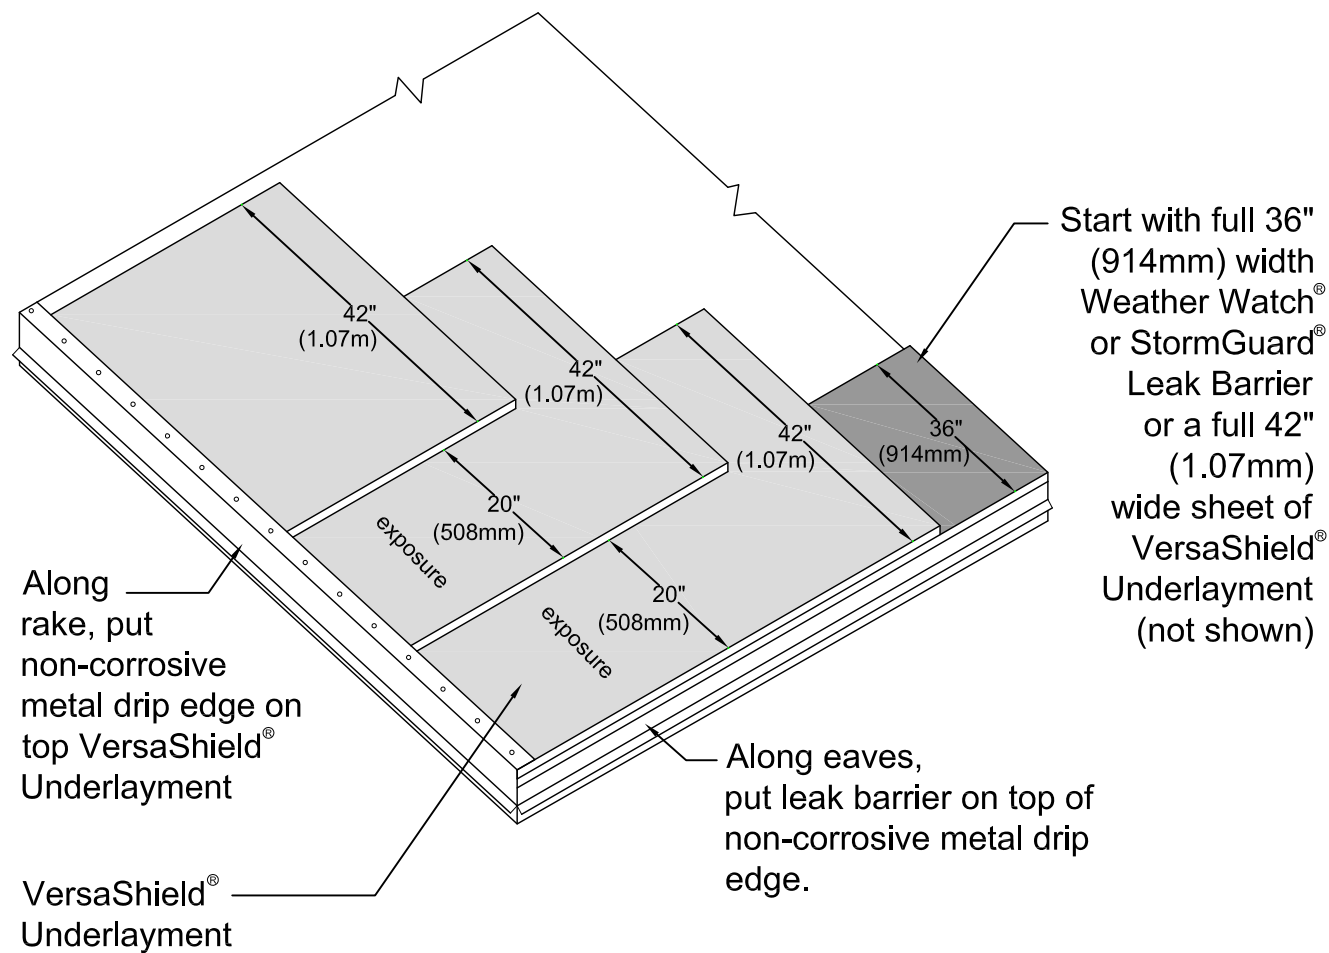 Start with full 36"
(914mm) width
Weather Watch®
or StormGuard®
Leak Barrier
or a full 42"
(1.07mm)
wide sheet of
VersaShield®
Underlayment
(not shown)
42"
(1.07m)
42"
(1.07m)
42"
(1.07m)
36"
(914mm)
20"
(508mm)
exposure
20"
(508mm)
exposure
Along
rake, put
non-corrosive
metal drip edge on
top VersaShield®
Underlayment
Along eaves,
put leak barrier on top of
non-corrosive metal drip
edge.
VersaShield®
Underlayment